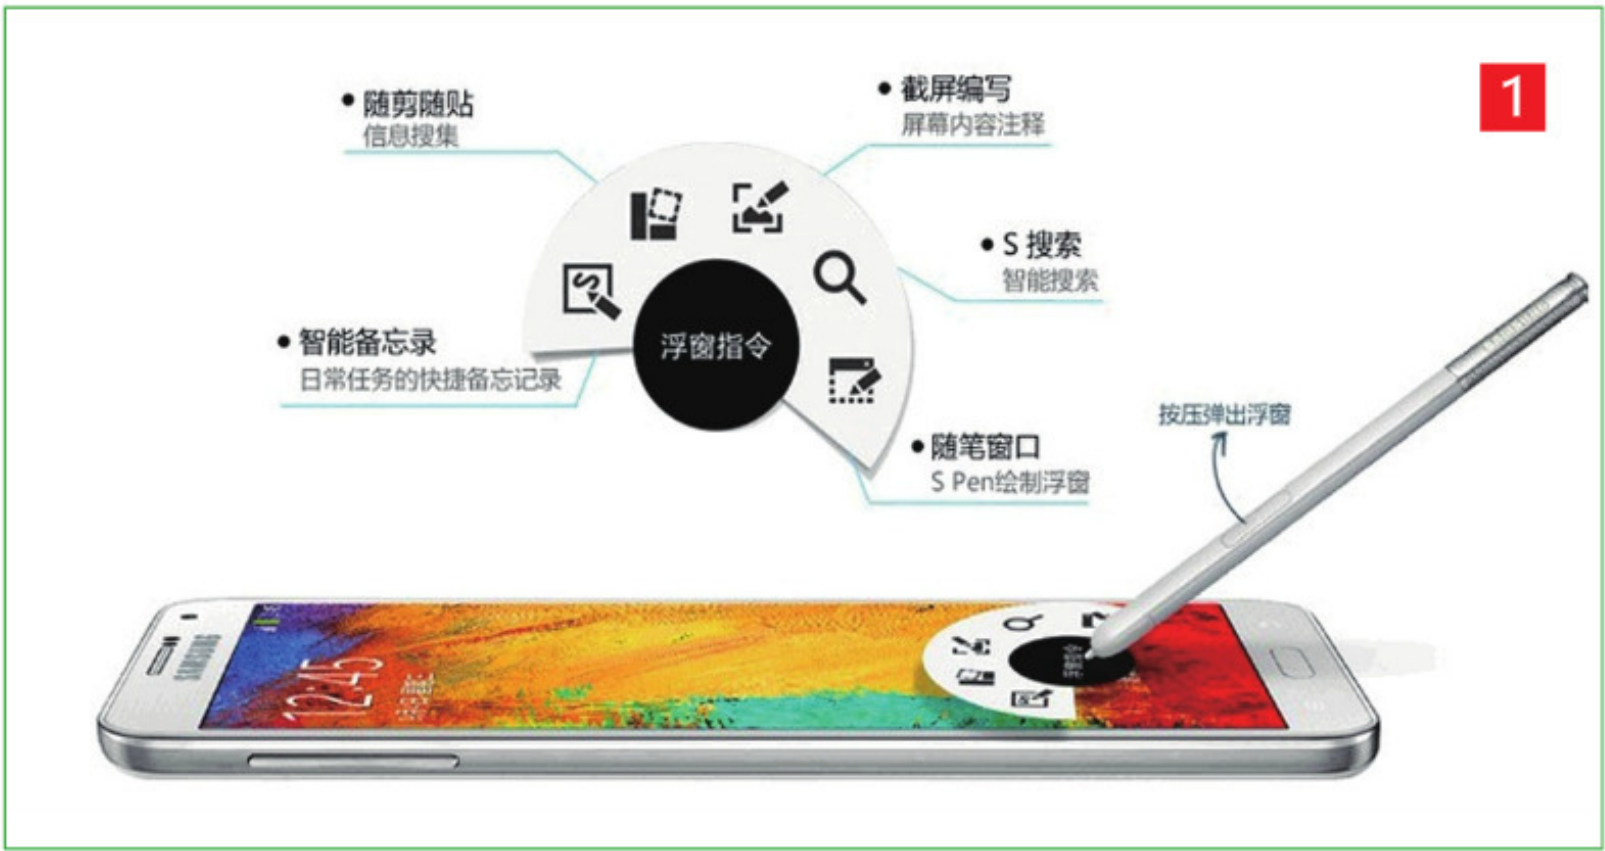 1
随剪随贴
信息搜集
截屏编写
屏幕内容注释
S 搜索
智能搜索
浮窗指令
智能备忘录
日常任务的快捷备忘记录
随笔窗口
S Pen绘制浮窗
按压弹出浮窗
SAMSUNG
12:45
SAMSUNG